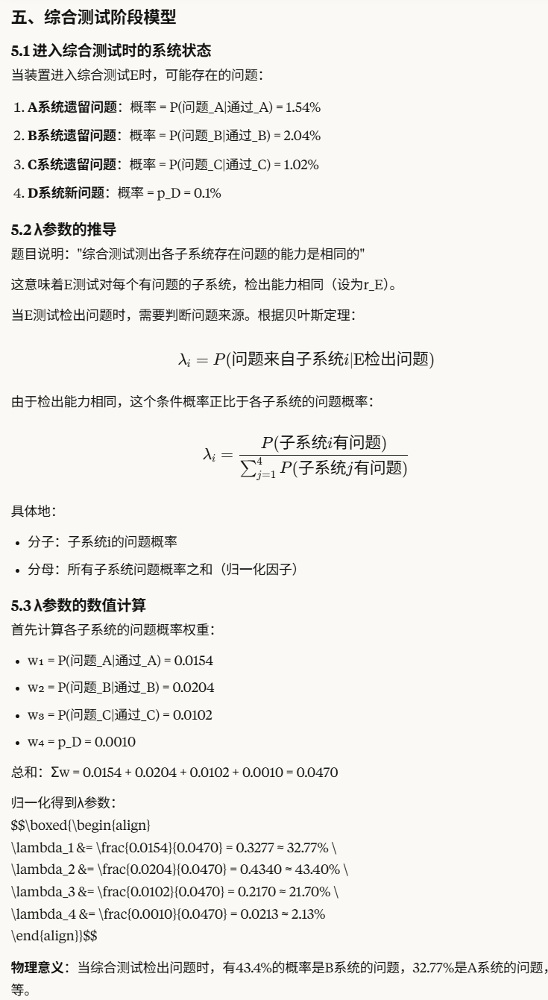 五、综合测试阶段模型
5.1 进入综合测试时的系统状态
当装置进入综合测试E时，可能存在的问题：
1. A系统遗留问题：概率 = P(问题_A|通过_A) = 1.54%
2. B系统遗留问题：概率 = P(问题_B|通过_B) = 2.04%
3. C系统遗留问题：概率 = P(问题_C|通过_C) = 1.02%
4. D系统新问题：概率 = p_D = 0.1%
5.2 λ参数的推导
题目说明："综合测试测出各子系统存在问题的能力是相同的"
这意味着E测试对每个有问题的子系统，检出能力相同（设为r_E）。
当E测试检出问题时，需要判断问题来源。根据贝叶斯定理：
λᵢ = P(问题来自子系统i|E检出问题)
由于检出能力相同，这个条件概率正比于各子系统的问题概率：
λᵢ = \frac{P(子系统i有问题)}{\sum_{j=1}^{4} P(子系统j有问题)}
具体地：
• 分子：子系统i的问题概率
• 分母：所有子系统问题概率之和（归一化因子）
5.3 λ参数的数值计算
首先计算各子系统的问题概率权重：
• w₁ = P(问题_A|通过_A) = 0.0154
• w₂ = P(问题_B|通过_B) = 0.0204
• w₃ = P(问题_C|通过_C) = 0.0102
• w₄ = p_D = 0.0010
总和：Σw = 0.0154 + 0.0204 + 0.0102 + 0.0010 = 0.0470
归一化得到λ参数：
$$\boxed{\begin{align}
\lambda_1 &= \frac{0.0154}{0.0470} = 0.3277 ≈ 32.77% \
\lambda_2 &= \frac{0.0204}{0.0470} = 0.4340 ≈ 43.40% \
\lambda_3 &= \frac{0.0102}{0.0470} = 0.2170 ≈ 21.70% \
\lambda_4 &= \frac{0.0010}{0.0470} = 0.0213 ≈ 2.13%
\end{align}}$$
物理意义：当综合测试检出问题时，有43.4%的概率是B系统的问题，32.77%是A系统的问题，
等。